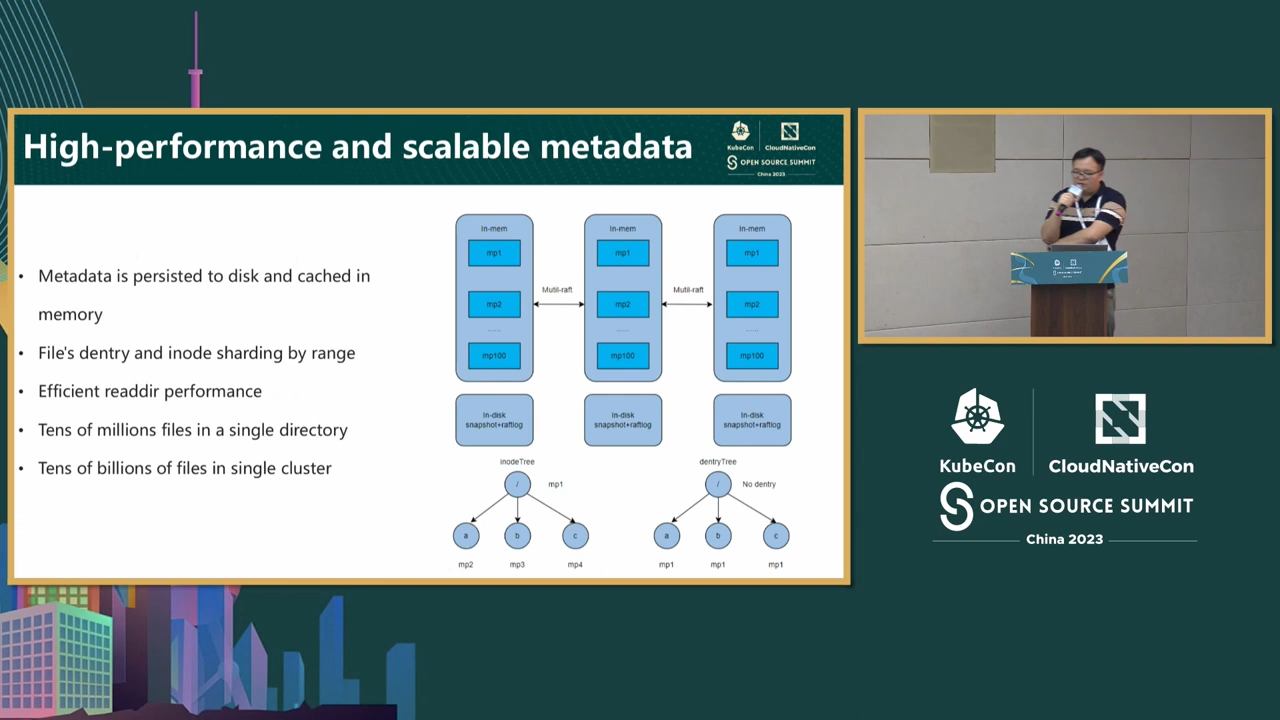 High-performance and scalable metadata
KubeCon
CloudNativeCon
OPEN SOURCE SUMMIT
China 2023
• Metadata is persisted to disk and cached in
memory
• File's dentry and inode sharding by range
• Efficient readdir performance
• Tens of millions files in a single directory
• Tens of billions of files in single cluster
In-mem
mp1
mp2
......
mp100
Mutil-raft
In-mem
mp1
mp2
......
mp100
Mutil-raft
In-mem
mp1
mp2
......
mp100
In-disk
snapshot+raftlog
In-disk
snapshot+raftlog
In-disk
snapshot+raftlog
inodeTree
/
mp1
a
b
c
mp2
mp3
mp4
dentryTree
/
No dentry
a
b
c
mp1
mp1
mp1
KubeCon
CloudNativeCon
OPEN SOURCE SUMMIT
China 2023